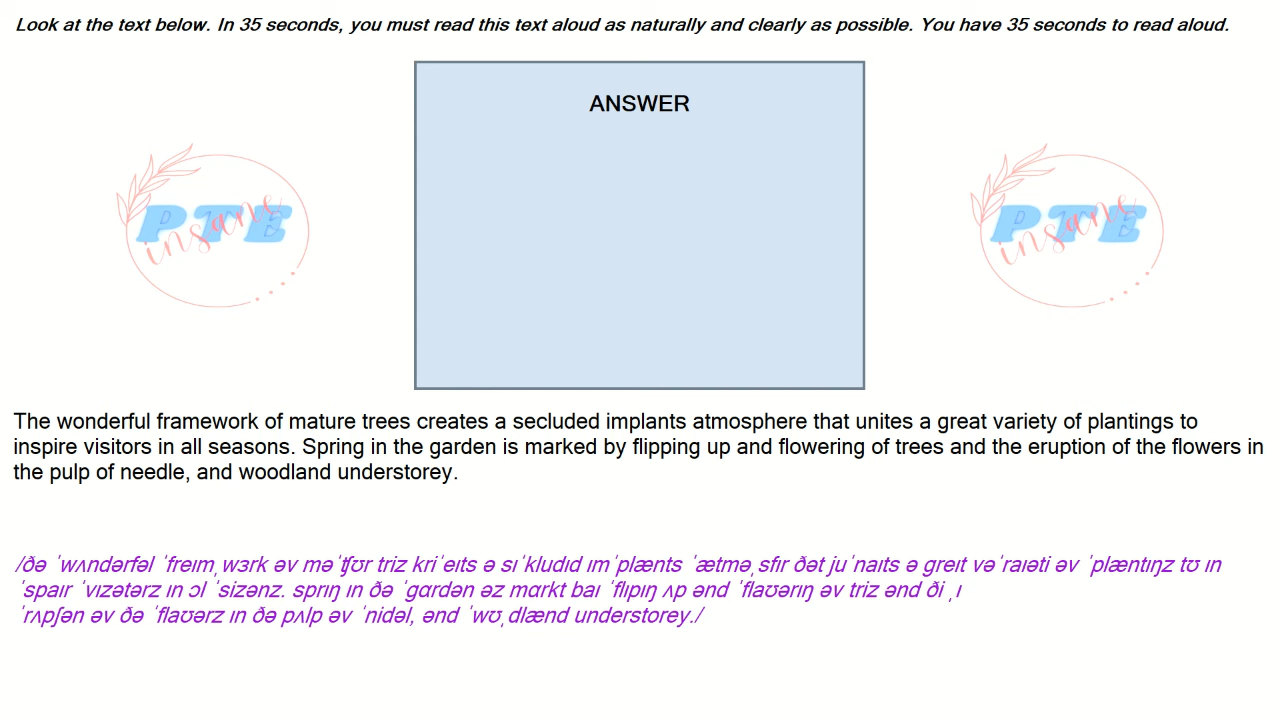 Look at the text below. In 35 seconds, you must read this text aloud as naturally and clearly as possible. You have 35 seconds to read aloud.
ANSWER
PTE
insane
PTE
insane
The wonderful framework of mature trees creates a secluded implants atmosphere that unites a great variety of plantings to
inspire visitors in all seasons. Spring in the garden is marked by flipping up and flowering of trees and the eruption of the flowers in
the pulp of needle, and woodland understorey.
/ðə ˈwʌndərfəl ˈfreɪmˌwɜrk əv məˈʧʊr triz kriˈeɪts ə sɪˈkludɪd ɪmˈplænts ˈætməˌsfɪr ðət juˈnaɪts ə greɪt vəˈraɪəti əv ˈplæntɪŋz tʊ ɪn
ˈspaɪr ˈvɪzətərz ɪn ɔl ˈsizənz. sprɪŋ ɪn ðə ˈgɑrdən əz mɑrkt baɪ ˈflɪpɪŋ ʌp ənd ˈflaʊərɪŋ əv triz ənd ði ˌɪ
ˈrʌpʃən əv ðə ˈflaʊərz ɪn ðə pʌlp əv ˈnidəl, ənd ˈwʊˌdlænd understorey./